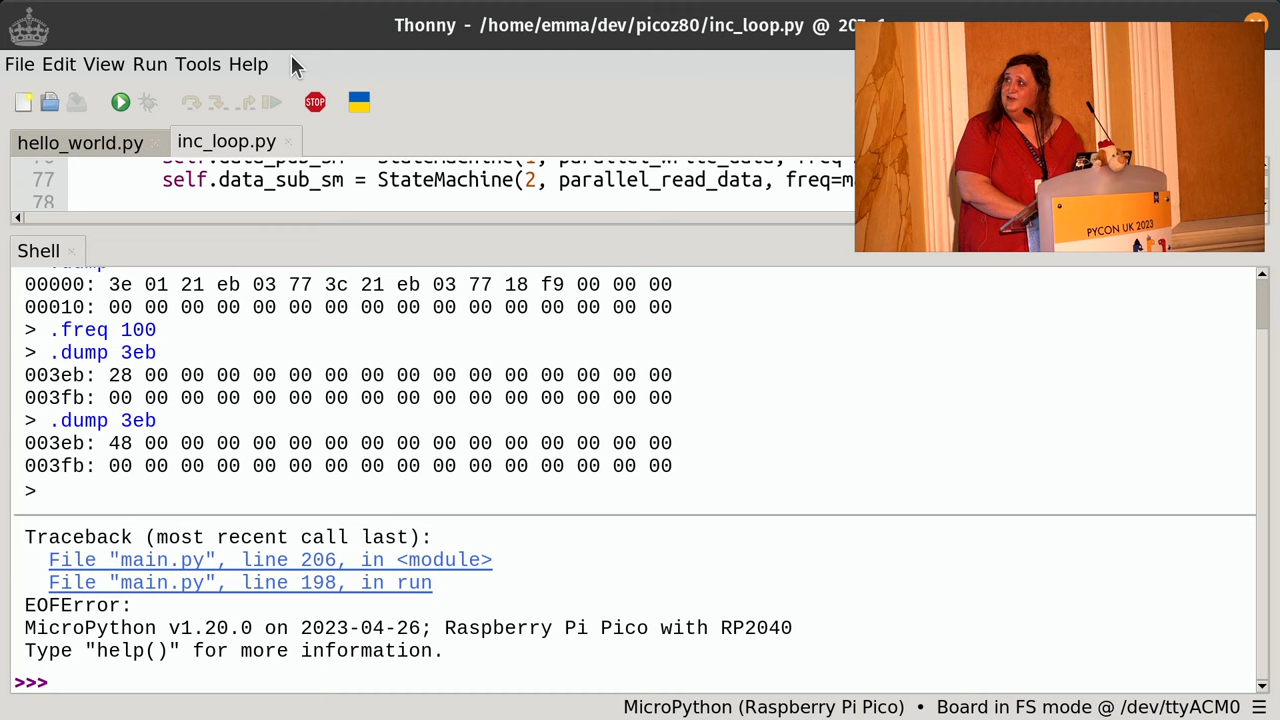 Thonny - /home/emma/dev/picoz80/inc_loop.py @
File Edit View Run Tools Help
STOP
hello_world.py × inc_loop.py ×
77 self.data_sub_sm = StateMachine(2, parallel_read_data, freq=m
78
PYCON UK 2023
Shell ×
00000: 3e 01 21 eb 03 77 3c 21 eb 03 77 18 f9 00 00 00
00010: 00 00 00 00 00 00 00 00 00 00 00 00 00 00 00 00
> .freq 100
> .dump 3eb
003eb: 28 00 00 00 00 00 00 00 00 00 00 00 00 00 00 00
003fb: 00 00 00 00 00 00 00 00 00 00 00 00 00 00 00 00
> .dump 3eb
003eb: 48 00 00 00 00 00 00 00 00 00 00 00 00 00 00 00
003fb: 00 00 00 00 00 00 00 00 00 00 00 00 00 00 00 00
>
Traceback (most recent call last):
File "main.py", line 206, in <module>
File "main.py", line 198, in run
EOFError:
MicroPython v1.20.0 on 2023-04-26; Raspberry Pi Pico with RP2040
Type "help()" for more information.
>>>
MicroPython (Raspberry Pi Pico) • Board in FS mode @ /dev/ttyACM0 ☰